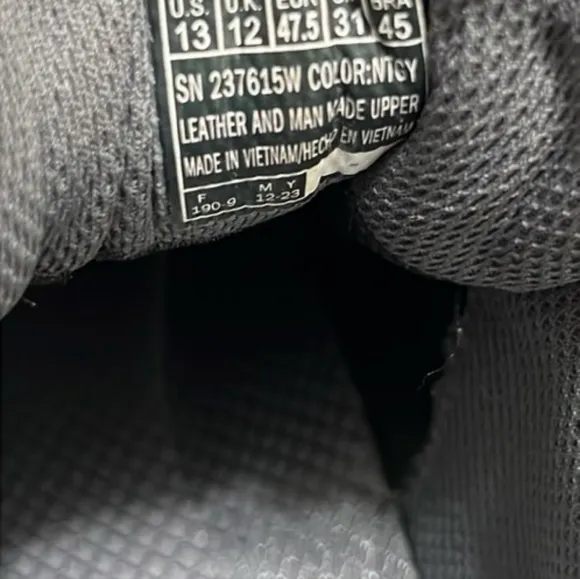 U.S. U.K. EUR BRA
13 12 47.5 31 45
SN 237615W COLOR:NTGY
LEATHER AND MAN MADE UPPER
MADE IN VIETNAM/HECHO EN VIETNAM
F M Y
190-9 12-23